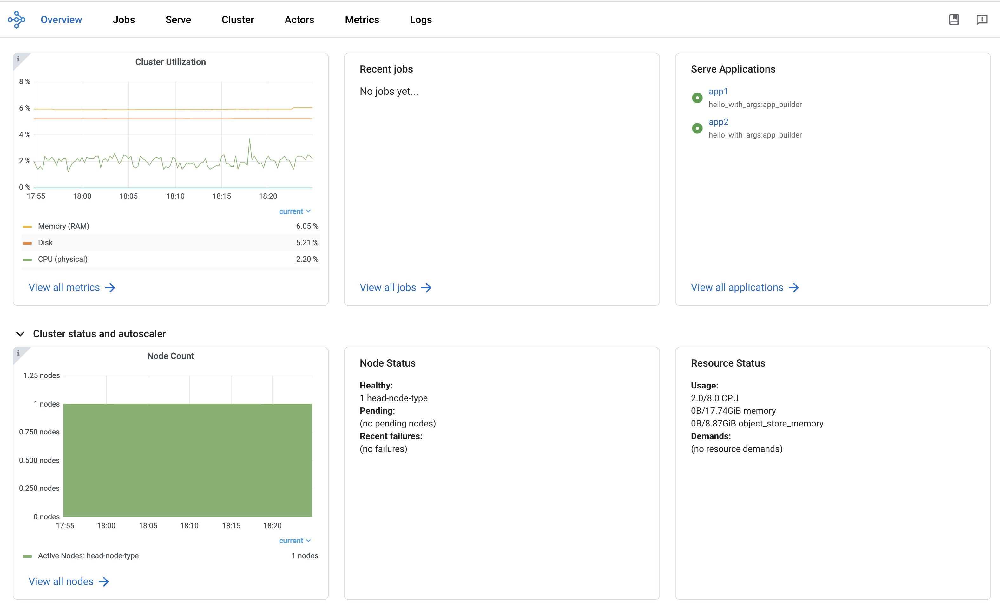 Overview Jobs Serve Cluster Actors Metrics Logs
i
Cluster Utilization
8 %
6 %
4 %
2 %
0 %
17:55 18:00 18:05 18:10 18:15 18:20
current
Memory (RAM) 6.05 %
Disk 5.21 %
CPU (physical) 2.20 %
View all metrics
Recent jobs
No jobs yet...
View all jobs
Serve Applications
app1
hello_with_args:app_builder
app2
hello_with_args:app_builder
View all applications
Cluster status and autoscaler
i
Node Count
1.25 nodes
1 nodes
0.750 nodes
0.500 nodes
0.250 nodes
0 nodes
17:55 18:00 18:05 18:10 18:15 18:20
current
Active Nodes: head-node-type 1 nodes
View all nodes
Node Status
Healthy:
1 head-node-type
Pending:
(no pending nodes)
Recent failures:
(no failures)
Resource Status
Usage:
2.0/8.0 CPU
0B/17.74GiB memory
0B/8.87GiB object_store_memory
Demands:
(no resource demands)